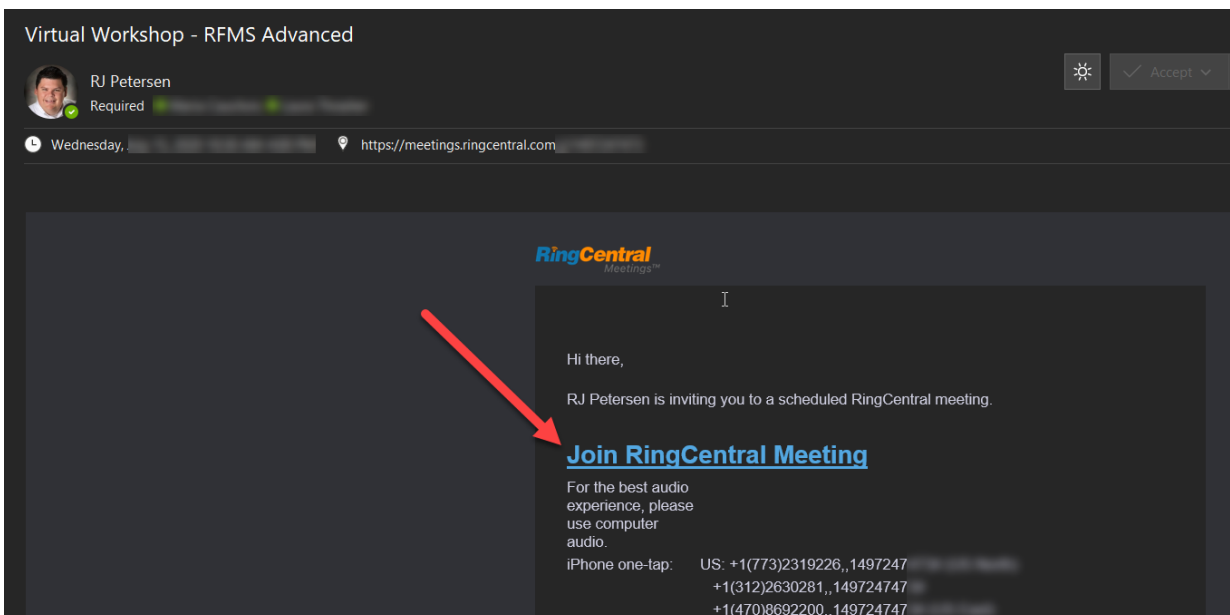 Virtual Workshop - RFMS Advanced
RJ Petersen
Required
Accept
Wednesday,
https://meetings.ringcentral.com
RingCentral
Meetings™
Hi there,
RJ Petersen is inviting you to a scheduled RingCentral meeting.
Join RingCentral Meeting
For the best audio
experience, please
use computer
audio.
iPhone one-tap: US: +1(773)2319226,,1497247
+1(312)2630281,,149724747
+1(470)8692200,,149724747